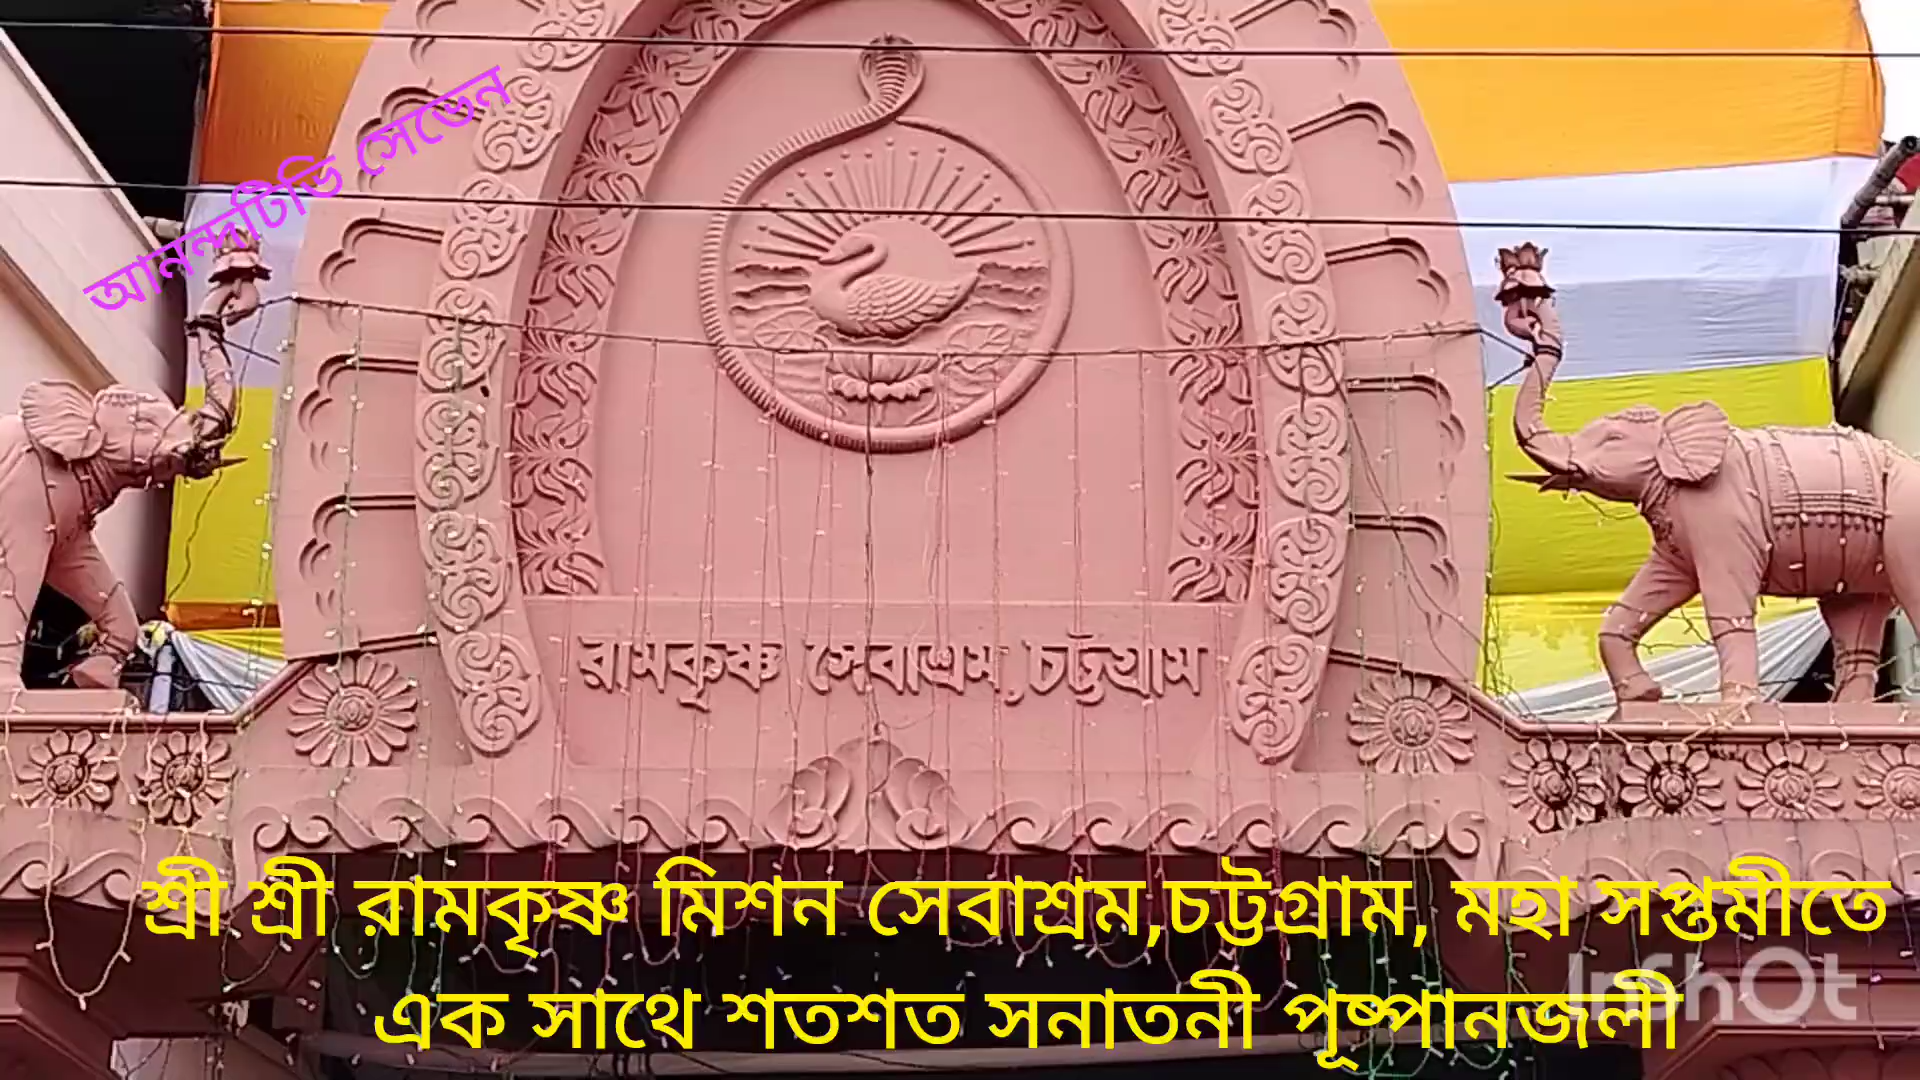 আনন্দটিভি সেভেন
রামকৃষ্ণ সেবাশ্রম, চট্টগ্রাম
শ্রী শ্রী রামকৃষ্ণ মিশন সেবাশ্রম,চট্টগ্রাম, মহা সপ্তমীতে
এক সাথে শতশত সনাতনী পূষ্পানজলী
InShOt